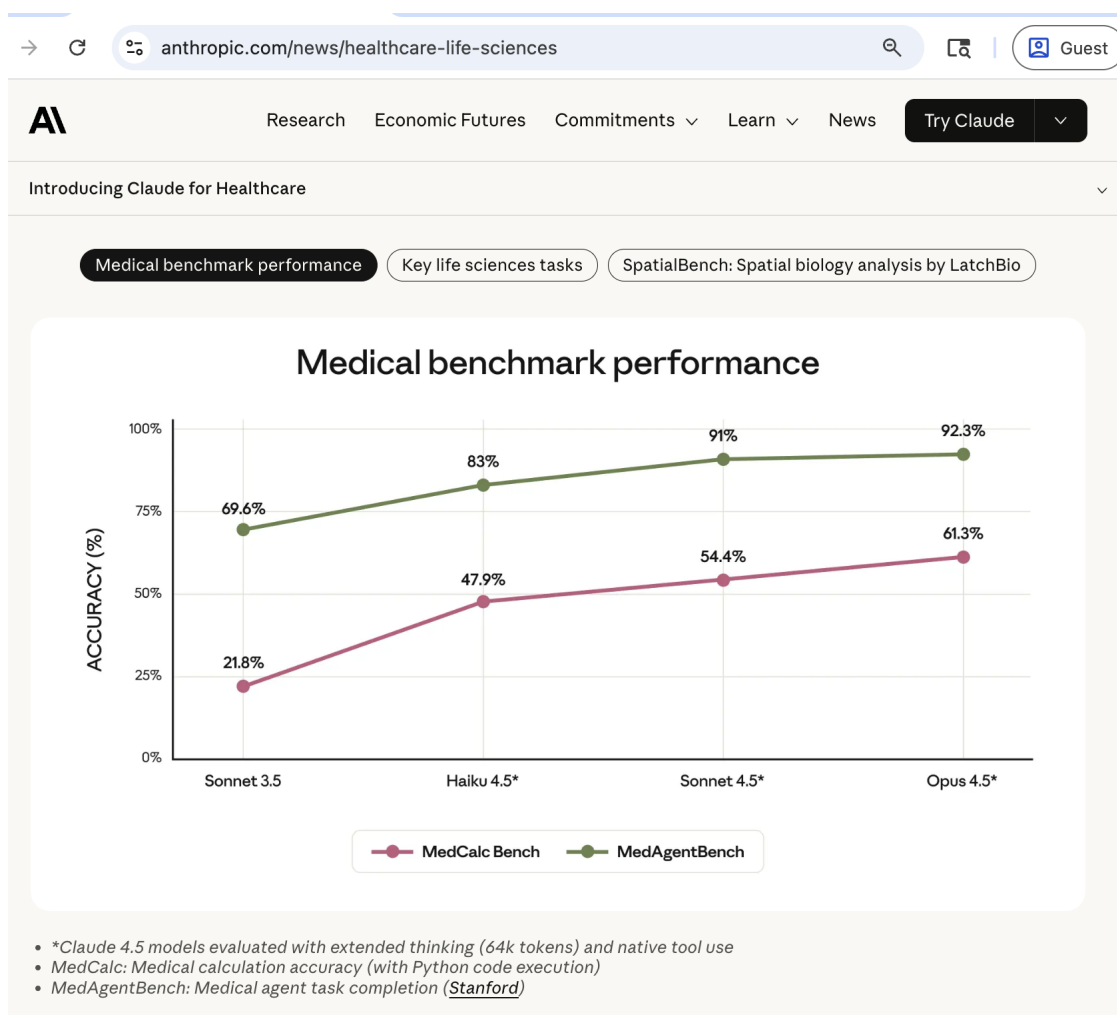 anthropic.com/news/healthcare-life-sciences
Guest
Research Economic Futures Commitments Learn News Try Claude
Introducing Claude for Healthcare
Medical benchmark performance Key life sciences tasks SpatialBench: Spatial biology analysis by LatchBio
Medical benchmark performance
ACCURACY (%)
100%
75%
50%
25%
0%
69.6% 83% 91% 92.3%
21.8% 47.9% 54.4% 61.3%
Sonnet 3.5 Haiku 4.5* Sonnet 4.5* Opus 4.5*
MedCalc Bench MedAgentBench
*Claude 4.5 models evaluated with extended thinking (64k tokens) and native tool use
MedCalc: Medical calculation accuracy (with Python code execution)
MedAgentBench: Medical agent task completion (Stanford)